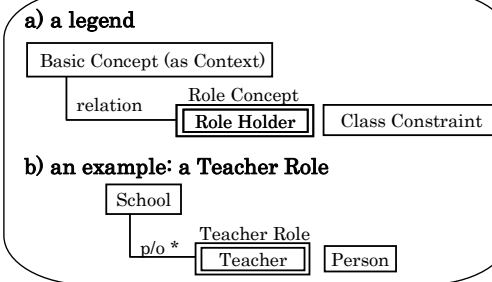 a) a legend
Basic Concept (as Context)
relation
Role Concept
Role Holder
Class Constraint
b) an example: a Teacher Role
School
p/o *
Teacher Role
Teacher
Person